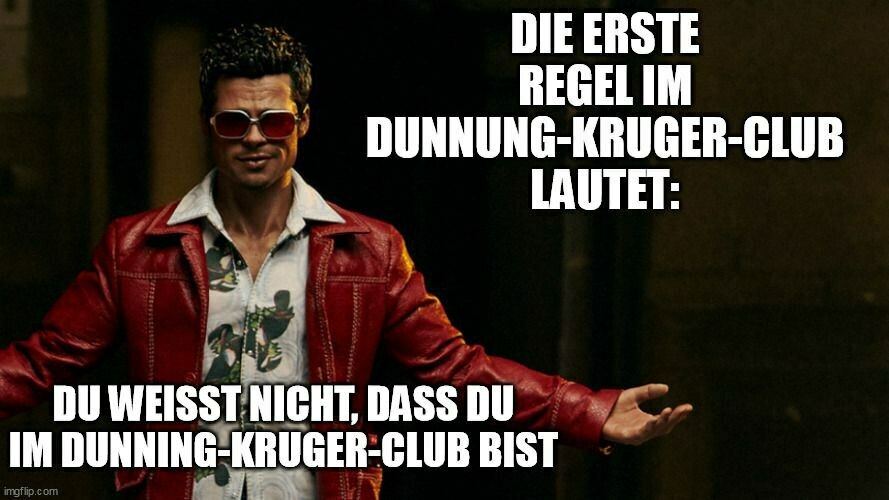 DIE ERSTE
REGEL IM
DUNNUNG-KRUGER-CLUB
LAUTET:
DU WEISST NICHT, DASS DU
IM DUNNING-KRUGER-CLUB BIST
imgflip.com